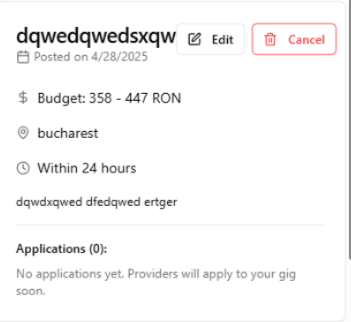 dqwedqwedsxqw Edit Cancel
Posted on 4/28/2025
Budget: 358 - 447 RON
bucharest
Within 24 hours
dqwdxqwed dfedqwed ertger
Applications (0):
No applications yet. Providers will apply to your gig
soon.